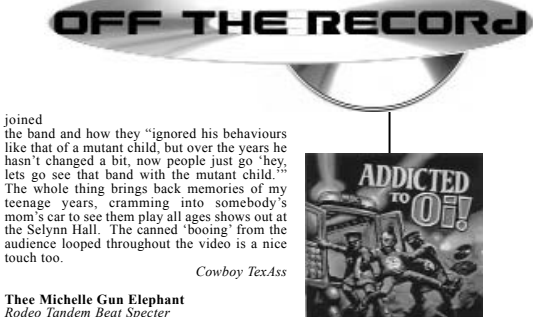 OFF THE RECORd
joined
the band and how they “ignored his behaviours
like that of a mutant child, but over the years he
hasn’t changed a bit, now people just go ‘hey,
lets go see that band with the mutant child.’”
The whole thing brings back memories of my
teenage years, cramming into somebody’s
mom’s car to see them play all ages shows out at
the Selynn Hall. The canned ‘booing’ from the
audience looped throughout the video is a nice
touch too.
Cowboy TexAss
Thee Michelle Gun Elephant
Rodeo Tandem Beat Specter
ADDICTED
TO Oi!